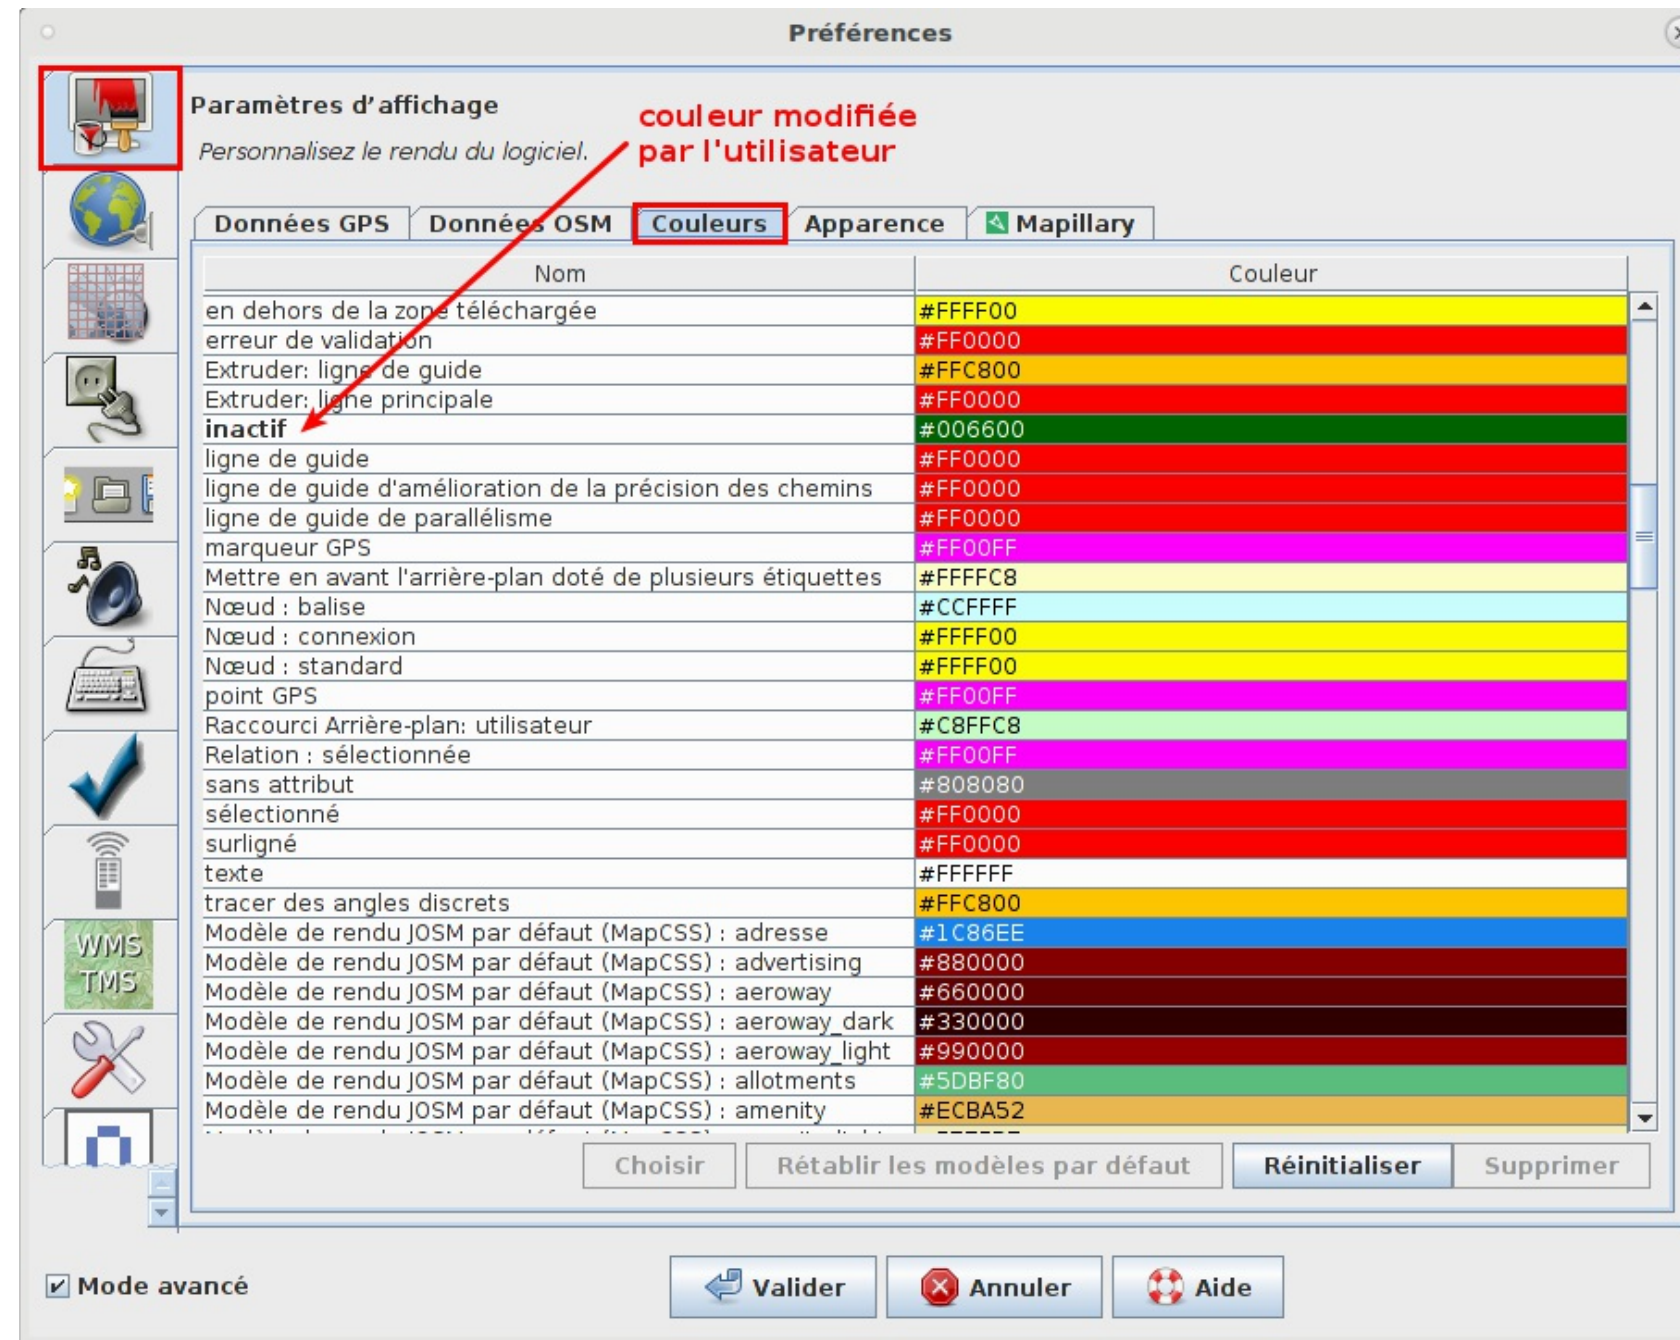 Préférences
Paramètres d'affichage
couleur modifiée
par l'utilisateur
Personnalisez le rendu du logiciel.
Données GPS Données OSM Couleurs Apparence Mapillary
Nom Couleur
en dehors de la zone téléchargée #FFFF00
erreur de validation #FF0000
Extruder: ligne de guide #FFC800
Extruder: ligne principale #FF0000
inactif #006600
ligne de guide #FF0000
ligne de guide d'amélioration de la précision des chemins #FF0000
ligne de guide de parallélisme #FF0000
marqueur GPS #FF00FF
Mettre en avant l'arrière-plan doté de plusieurs étiquettes #FFFFC8
Nœud : balise #CCFFFF
Nœud : connexion #FFFF00
Nœud : standard #FFFF00
point GPS #FF00FF
Raccourci Arrière-plan: utilisateur #C8FFC8
Relation : sélectionnée #FF00FF
sans attribut #808080
sélectionné #FF0000
surligné #FF0000
texte #FFFFFF
tracer des angles discrets #FFC800
Modèle de rendu JOSM par défaut (MapCSS) : adresse #1C86EE
Modèle de rendu JOSM par défaut (MapCSS) : advertising #880000
Modèle de rendu JOSM par défaut (MapCSS) : aeroway #660000
Modèle de rendu JOSM par défaut (MapCSS) : aeroway_dark #330000
Modèle de rendu JOSM par défaut (MapCSS) : aeroway_light #990000
Modèle de rendu JOSM par défaut (MapCSS) : allotments #5DBF80
Modèle de rendu JOSM par défaut (MapCSS) : amenity #ECBA52
WMS
TMS
Choisir Rétablir les modèles par défaut Réinitialiser Supprimer
Mode avancé Valider Annuler Aide